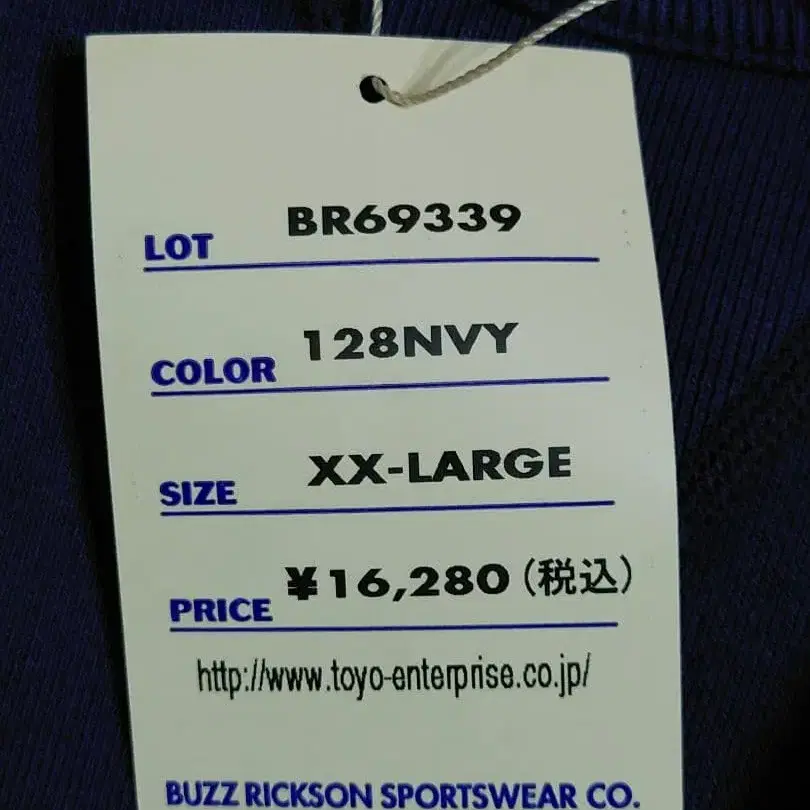 LOT BR69339
COLOR 128NVY
SIZE XX-LARGE
PRICE ¥16,280(税込)
http://www.toyo-enterprise.co.jp/
BUZZ RICKSON SPORTSWEAR CO.